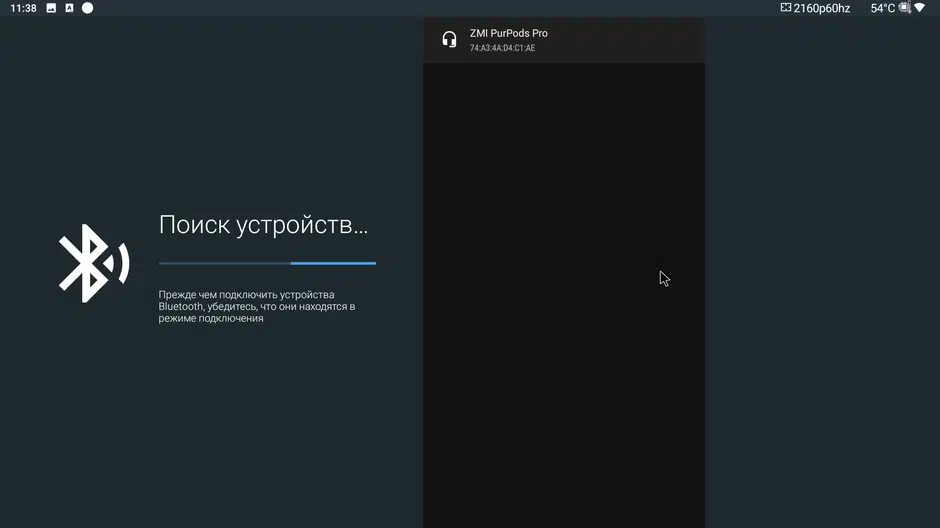 11:38
A
2160p60hz
54°C
ZMI PurPods Pro
74:A3:4A:D4:C1:AE
Поиск устройств...
Прежде чем подключить устройства
Bluetooth, убедитесь, что они находятся в
режиме подключения